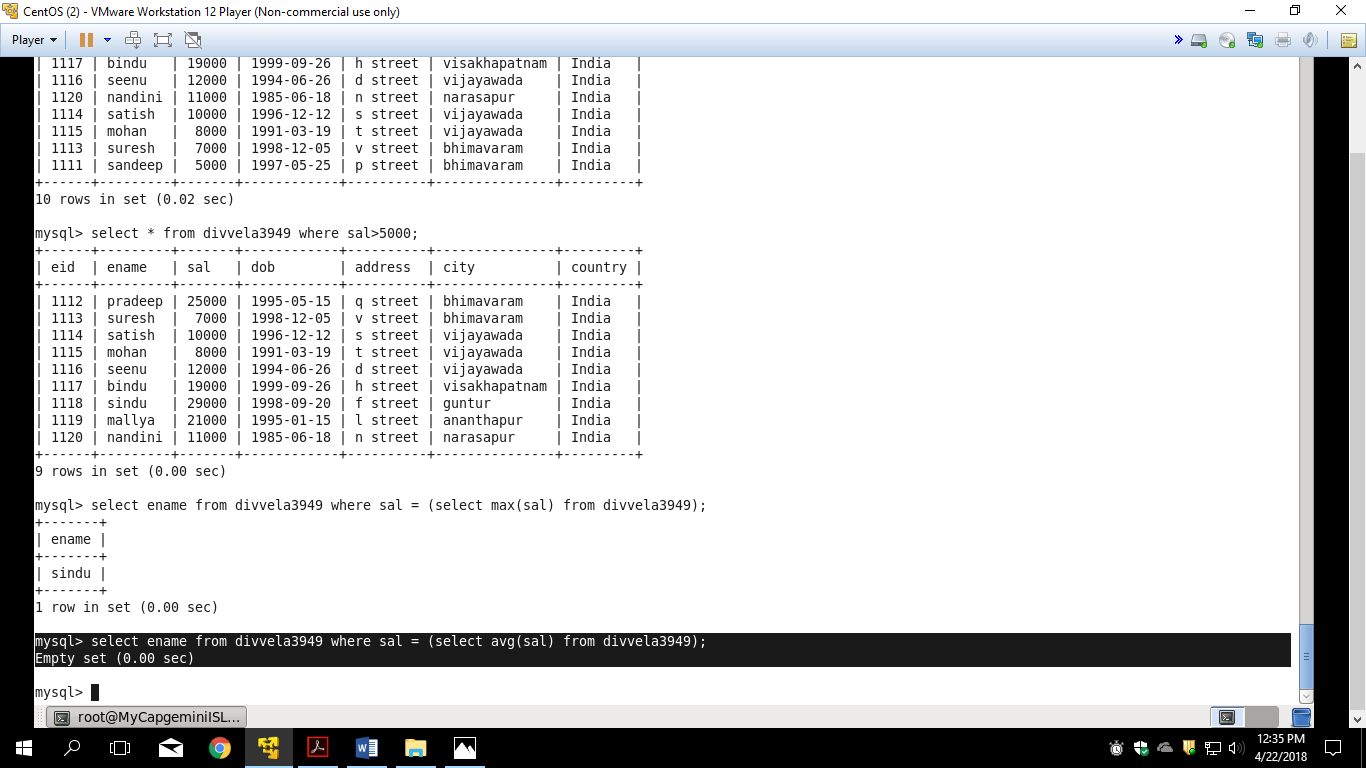 CentOS (2) - VMware Workstation 12 Player (Non-commercial use only)
Player
| 1117 | bindu   | 19000 | 1999-09-26 | h street | visakhapatnam | India   |
| 1116 | seenu   | 12000 | 1994-06-26 | d street | vijayawada    | India   |
| 1120 | nandini | 11000 | 1985-06-18 | n street | narasapur     | India   |
| 1114 | satish  | 10000 | 1996-12-12 | s street | vijayawada    | India   |
| 1115 | mohan   |  8000 | 1991-03-19 | t street | vijayawada    | India   |
| 1113 | suresh  |  7000 | 1998-12-05 | v street | bhimavaram    | India   |
| 1111 | sandeep |  5000 | 1997-05-25 | p street | bhimavaram    | India   |
+------+---------+-------+------------+----------+---------------+---------+
10 rows in set (0.02 sec)
mysql> select * from divvela3949 where sal>5000;
+------+---------+-------+------------+----------+---------------+---------+
| eid  | ename   | sal   | dob        | address  | city          | country |
+------+---------+-------+------------+----------+---------------+---------+
| 1112 | pradeep | 25000 | 1995-05-15 | q street | bhimavaram    | India   |
| 1113 | suresh  |  7000 | 1998-12-05 | v street | bhimavaram    | India   |
| 1114 | satish  | 10000 | 1996-12-12 | s street | vijayawada    | India   |
| 1115 | mohan   |  8000 | 1991-03-19 | t street | vijayawada    | India   |
| 1116 | seenu   | 12000 | 1994-06-26 | d street | vijayawada    | India   |
| 1117 | bindu   | 19000 | 1999-09-26 | h street | visakhapatnam | India   |
| 1118 | sindu   | 29000 | 1998-09-20 | f street | guntur        | India   |
| 1119 | mallya  | 21000 | 1995-01-15 | l street | ananthapur    | India   |
| 1120 | nandini | 11000 | 1985-06-18 | n street | narasapur     | India   |
+------+---------+-------+------------+----------+---------------+---------+
9 rows in set (0.00 sec)
mysql> select ename from divvela3949 where sal = (select max(sal) from divvela3949);
+-------+
| ename |
+-------+
| sindu |
+-------+
1 row in set (0.00 sec)
mysql> select ename from divvela3949 where sal = (select avg(sal) from divvela3949);
Empty set (0.00 sec)
mysql>
root@MyCapgeminiISL...
12:35 PM
4/22/2018